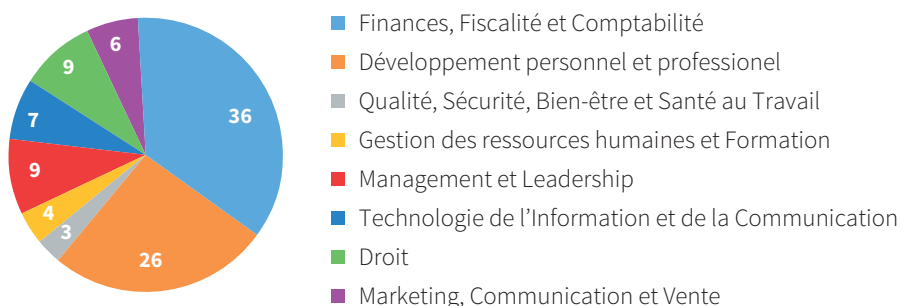 36
26
3
4
9
7
9
6
Finances, Fiscalité et Comptabilité
Développement personnel et professionel
Qualité, Sécurité, Bien-être et Santé au Travail
Gestion des ressources humaines et Formation
Management et Leadership
Technologie de l’Information et de la Communication
Droit
Marketing, Communication et Vente